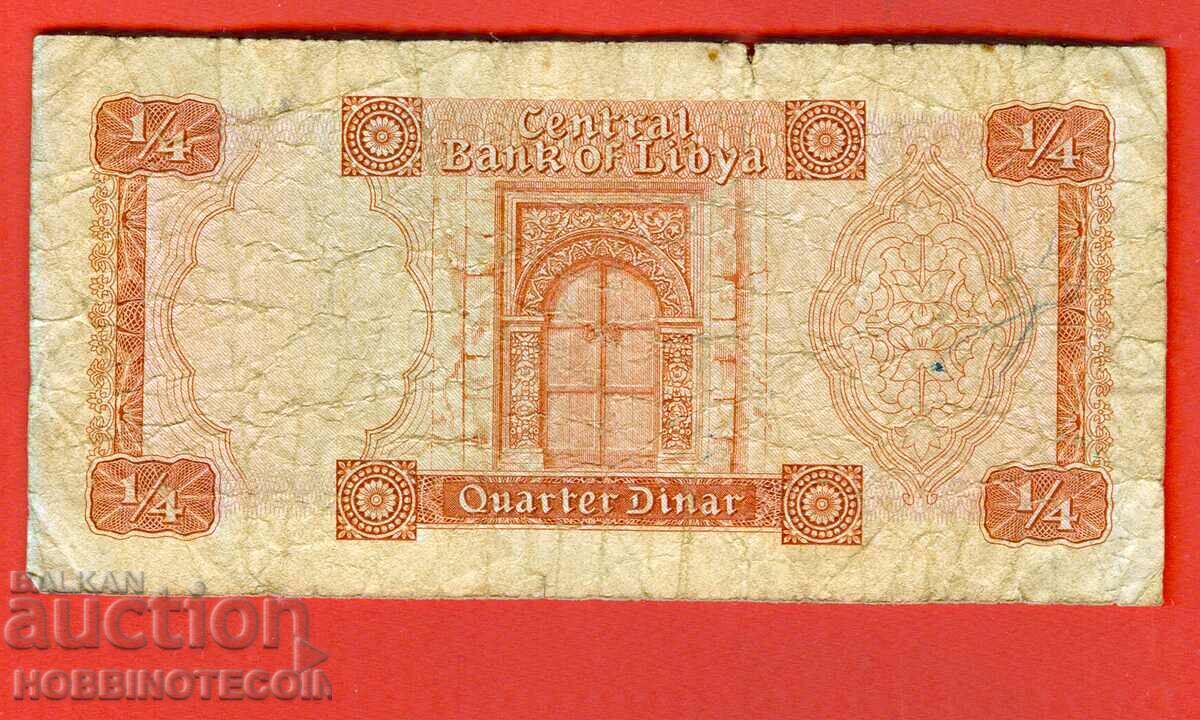 1/4
Central
Bank Of Libya
1/4
1/4
Quarter Dinar
1/4
BALKAN
auction
HOBBINOTECOIN